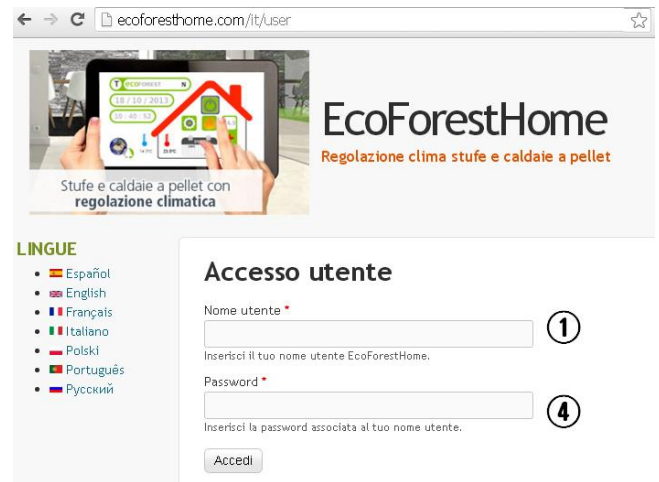 ecoforesthome.com/it/user
T ecoforest N
10 / 10 / 2013
10 : 40 : 52
Stufe e caldaie a pellet con
regolazione climatica
EcoForestHome
Regolazione clima stufe e caldaie a pellet
LINGUE
Español
English
Français
Italiano
Polski
Português
Русский
Accesso utente
Nome utente *
1
Inserisci il tuo nome utente EcoForestHome.
Password *
4
Inserisci la password associata al tuo nome utente.
Accedi